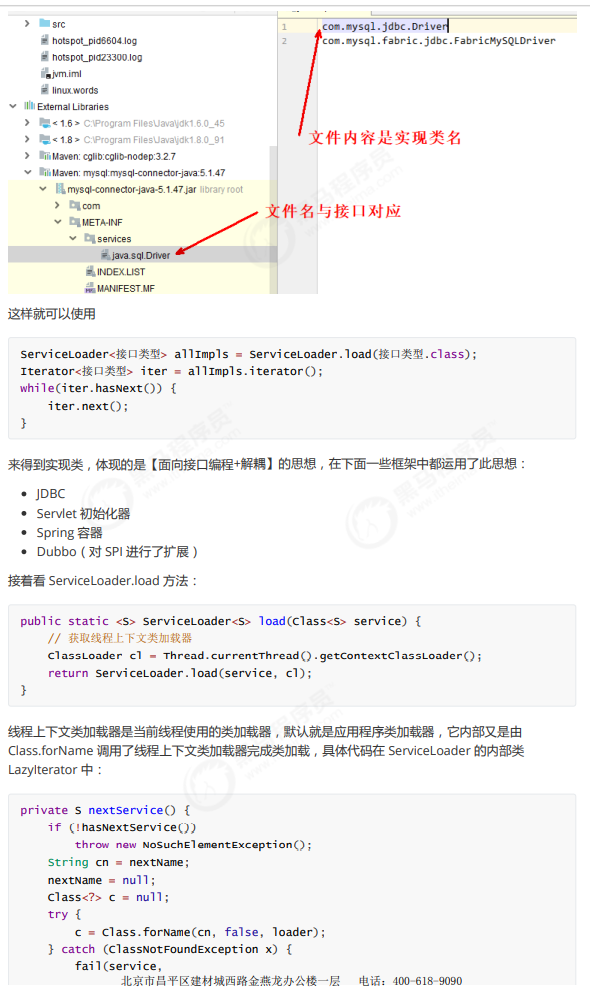 src
hotspot_pid6604.log
hotspot_pid23300.log
jvm.iml
linux.words
External Libraries
< 1.6 > C:\Program Files\Java\jdk1.6.0_45
< 1.8 > C:\Program Files\Java\jdk1.8.0_91
Maven: cglib:cglib-nodep:3.2.7
Maven: mysql:mysql-connector-java:5.1.47
mysql-connector-java-5.1.47.jar library root
com
META-INF
services
java.sql.Driver
INDEX.LIST
MANIFEST.MF
1 com.mysql.jdbc.Driver
2 com.mysql.fabric.jdbc.FabricMySQLDriver
文件内容是实现类名
文件名与接口对应
这样就可以使用
ServiceLoader<接口类型> allImpls = ServiceLoader.load(接口类型.class);
Iterator<接口类型> iter = allImpls.iterator();
while(iter.hasNext()) {
iter.next();
}
来得到实现类，体现的是【面向接口编程+解耦】的思想，在下面一些框架中都运用了此思想：
JDBC
Servlet 初始化器
Spring 容器
Dubbo（对 SPI 进行了扩展）
接着看 ServiceLoader.load 方法：
public static <S> ServiceLoader<S> load(Class<S> service) {
// 获取线程上下文类加载器
ClassLoader cl = Thread.currentThread().getContextClassLoader();
return ServiceLoader.load(service, cl);
}
线程上下文类加载器是当前线程使用的类加载器，默认就是应用程序类加载器，它内部又是由
Class.forName 调用了线程上下文类加载器完成类加载，具体代码在 ServiceLoader 的内部类
LazyIterator 中：
private S nextService() {
if (!hasNextService())
throw new NoSuchElementException();
String cn = nextName;
nextName = null;
Class<?> c = null;
try {
c = Class.forName(cn, false, loader);
} catch (ClassNotFoundException x) {
fail(service,
北京市昌平区建材城西路金燕龙办公楼一层 电话：400-618-9090
黑马程序员